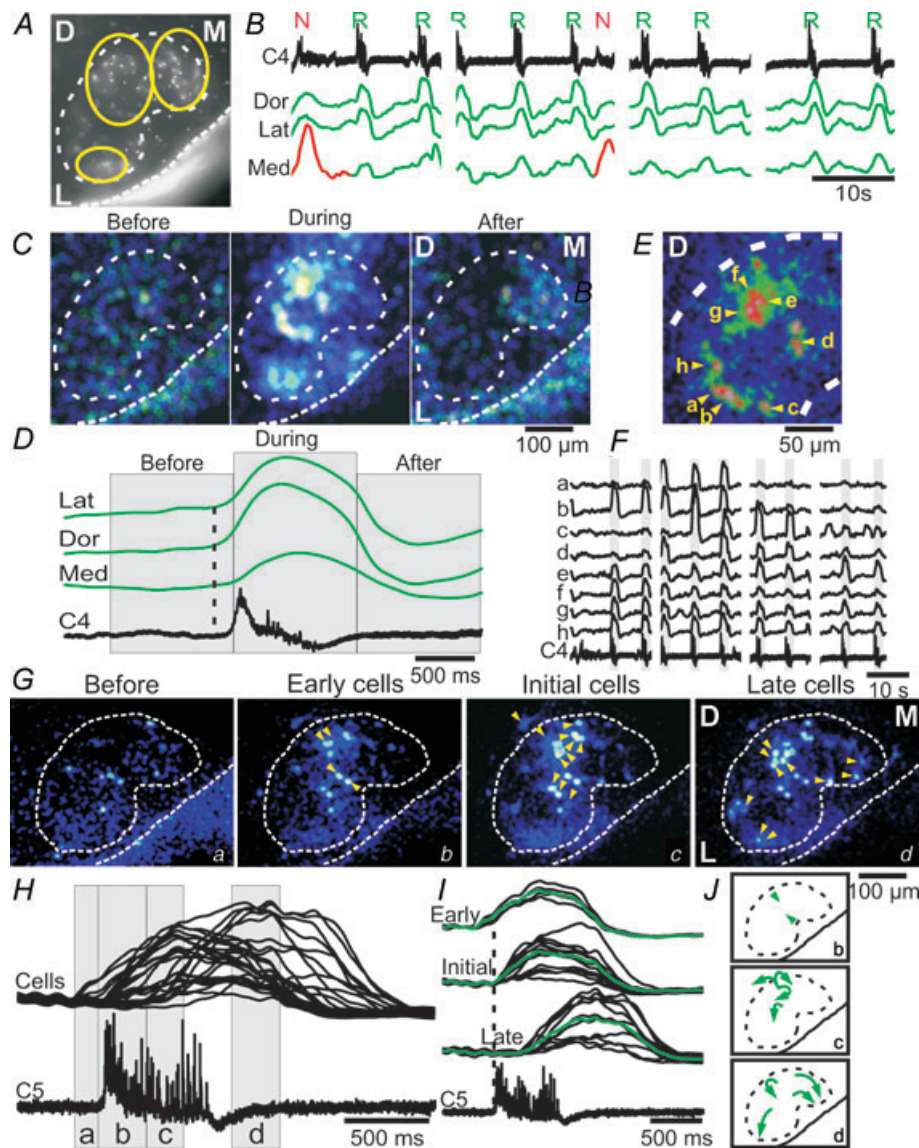 A D M
L
B N R R R R R N R R R R
C4
Dor
Lat
Med
10s
C Before During After
D M
B
L
100 µm
E D
f
e
g
d
h
a
b
c
50 µm
D
Before During After
Lat
Dor
Med
C4
500 ms
F
a
b
c
d
e
f
g
h
C4
10 s
G Before Early cells Initial cells Late cells
D M
L
a b c d
100 µm
H
Cells
C5
a b c d
500 ms
I
Early
Initial
Late
C5
500 ms
J
b
c
d